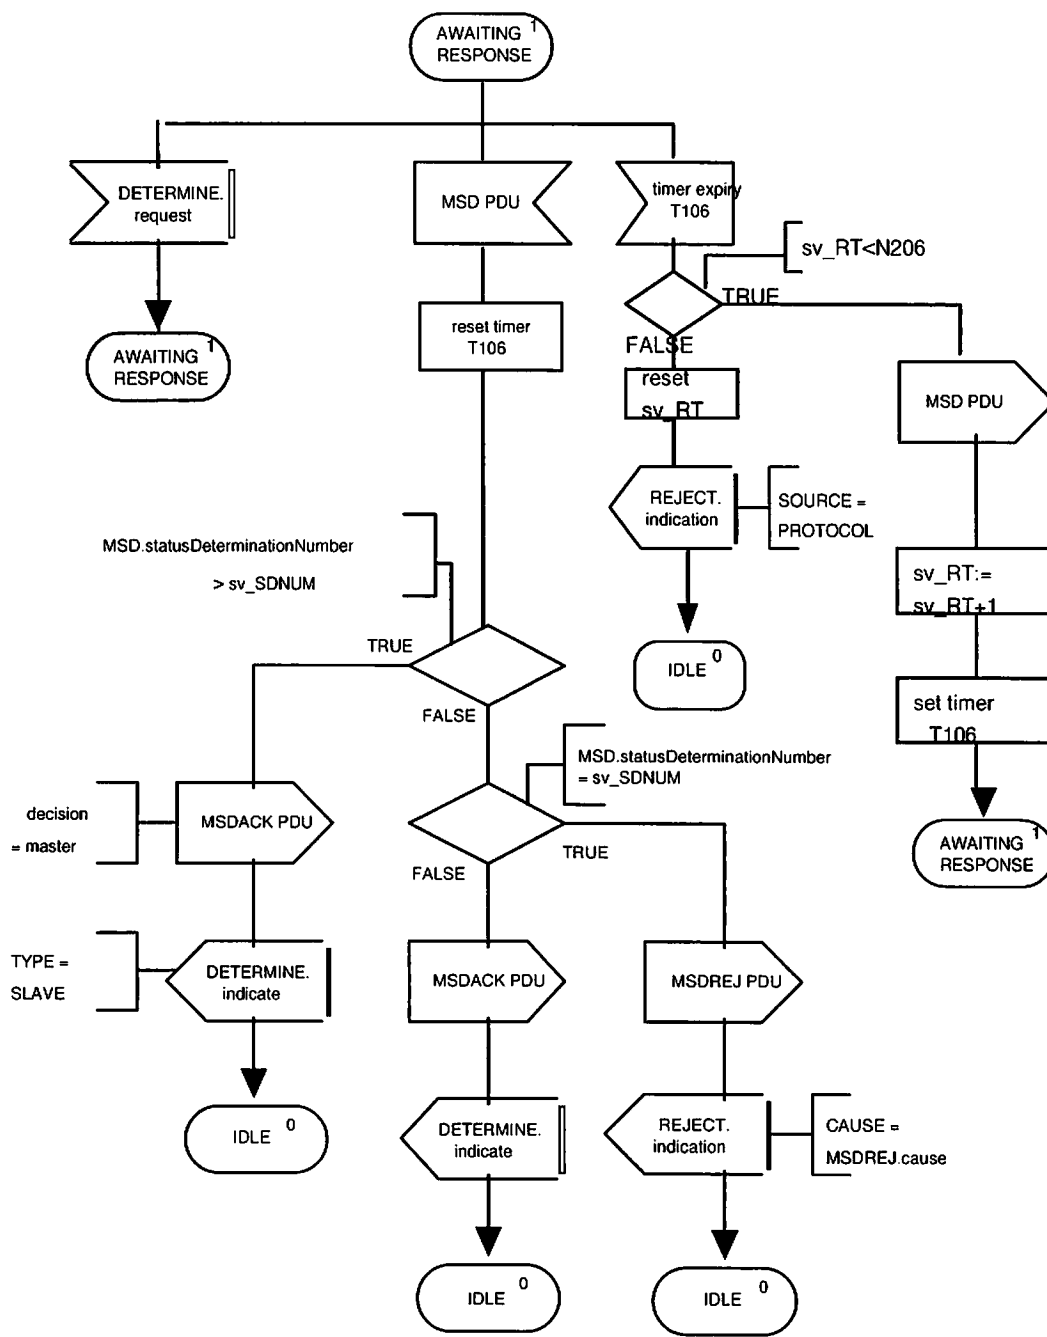 AWAITING 1
RESPONSE
DETERMINE.
request
MSD PDU
timer expiry
T106
sv_RT<N206
TRUE
FALSE
AWAITING 1
RESPONSE
reset timer
T106
reset
sv_RT
MSD PDU
REJECT.
indication
SOURCE =
PROTOCOL
MSD.statusDeterminationNumber
> sv_SDNUM
sv_RT:=
sv_RT+1
TRUE
IDLE 0
FALSE
set timer
T106
MSD.statusDeterminationNumber
= sv_SDNUM
decision
= master
MSDACK PDU
TRUE
FALSE
AWAITING 1
RESPONSE
TYPE =
SLAVE
DETERMINE.
indicate
MSDACK PDU
MSDREJ PDU
IDLE 0
DETERMINE.
indicate
REJECT.
indication
CAUSE =
MSDREJ.cause
IDLE 0
IDLE 0